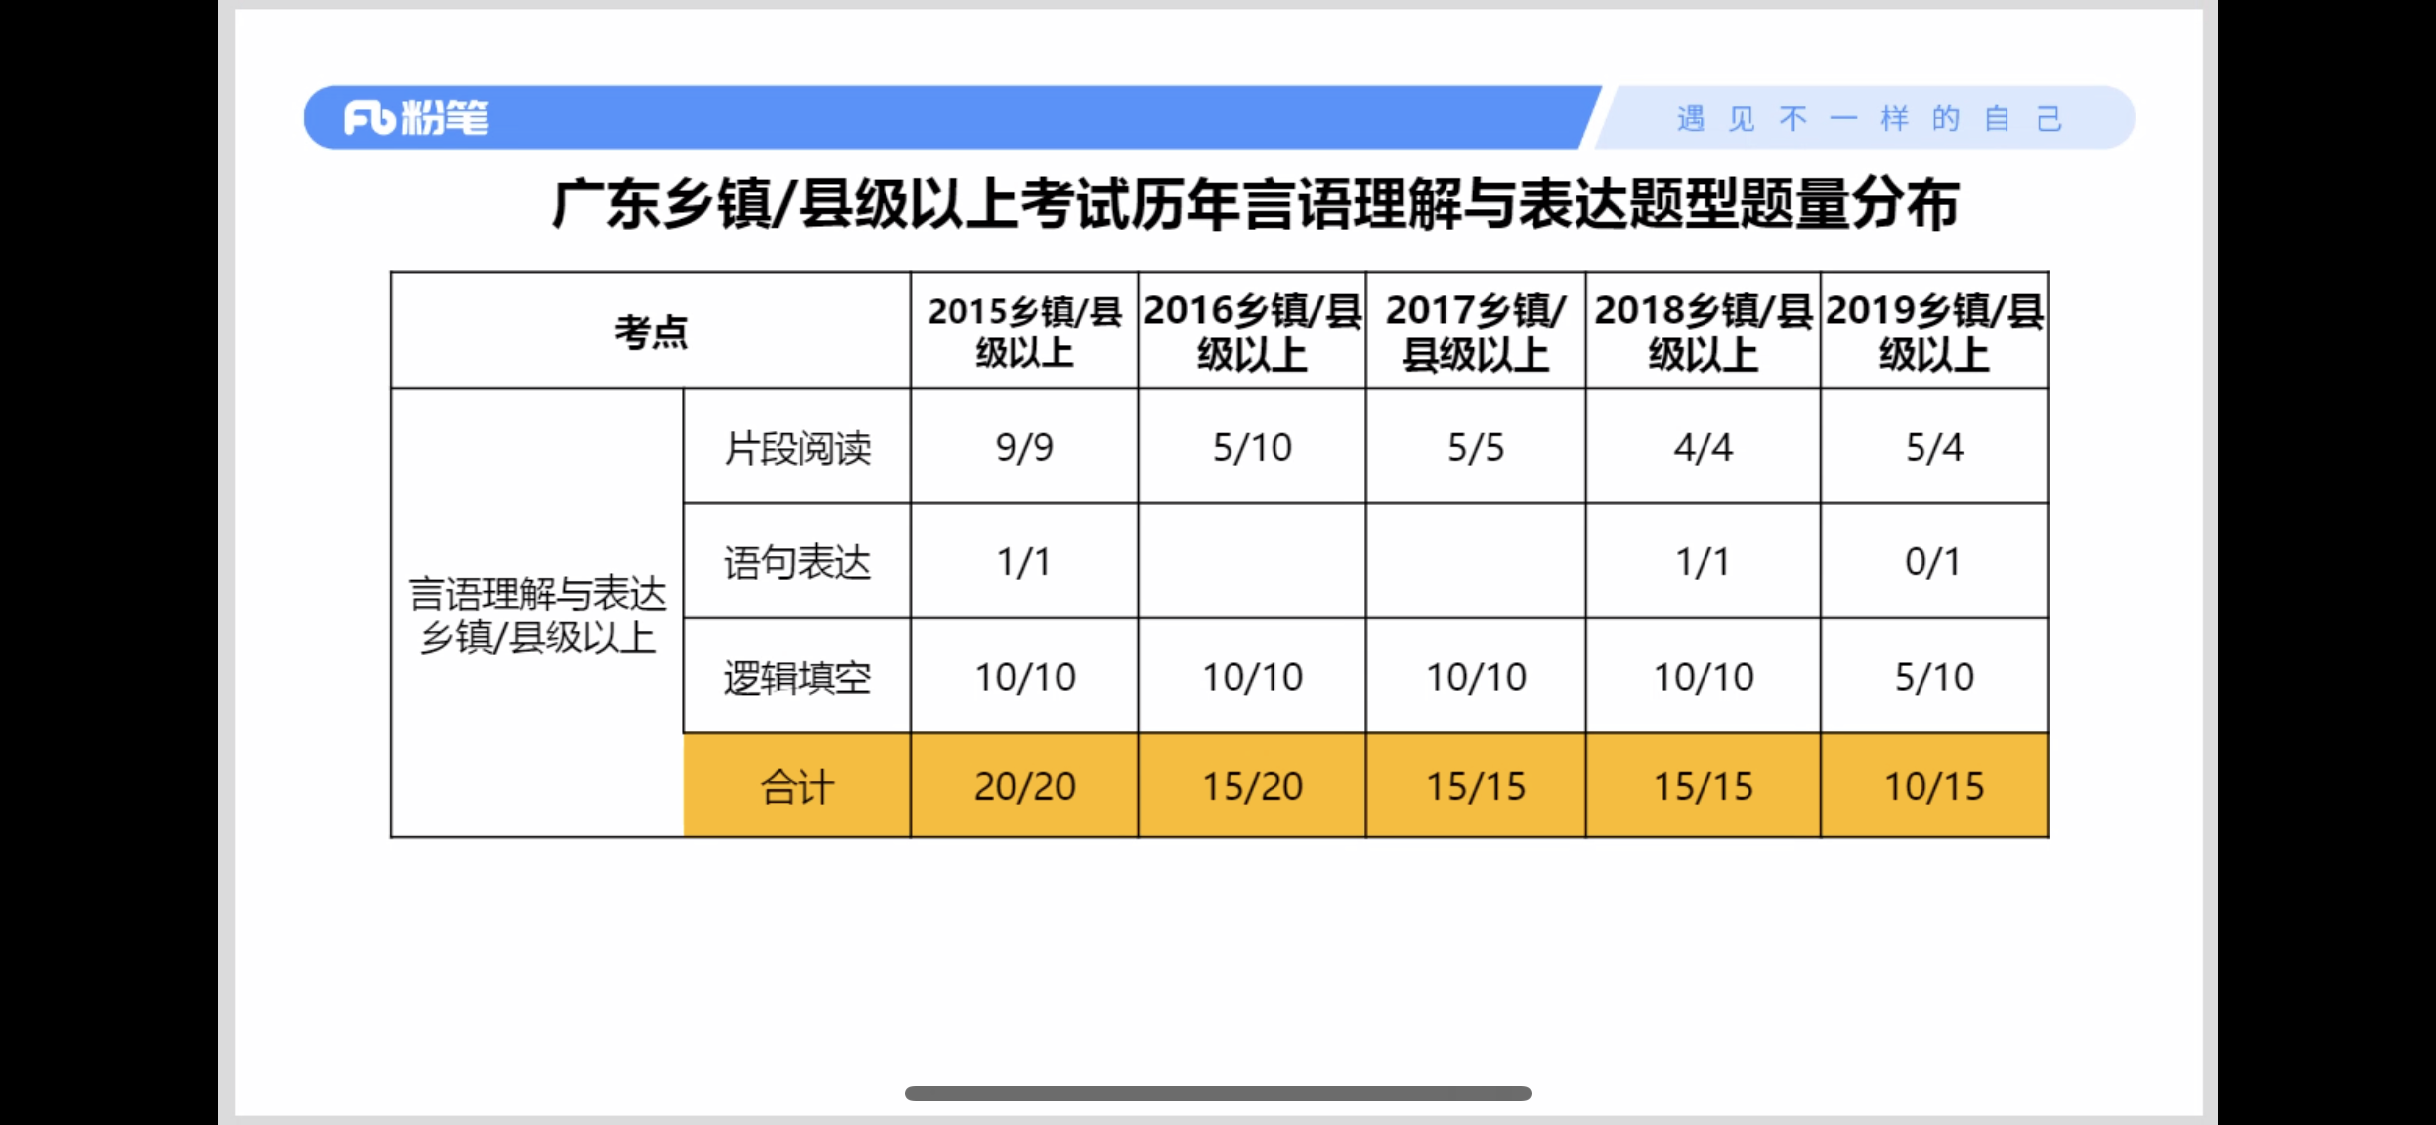 粉笔
遇见不一样的自己
广东乡镇/县级以上考试历年言语理解与表达题型题量分布
考点
2015乡镇/县
级以上
2016乡镇/县
级以上
2017乡镇/
县级以上
2018乡镇/县
级以上
2019乡镇/县
级以上
言语理解与表达
乡镇/县级以上
片段阅读
9/9
5/10
5/5
4/4
5/4
语句表达
1/1
1/1
0/1
逻辑填空
10/10
10/10
10/10
10/10
5/10
合计
20/20
15/20
15/15
15/15
10/15